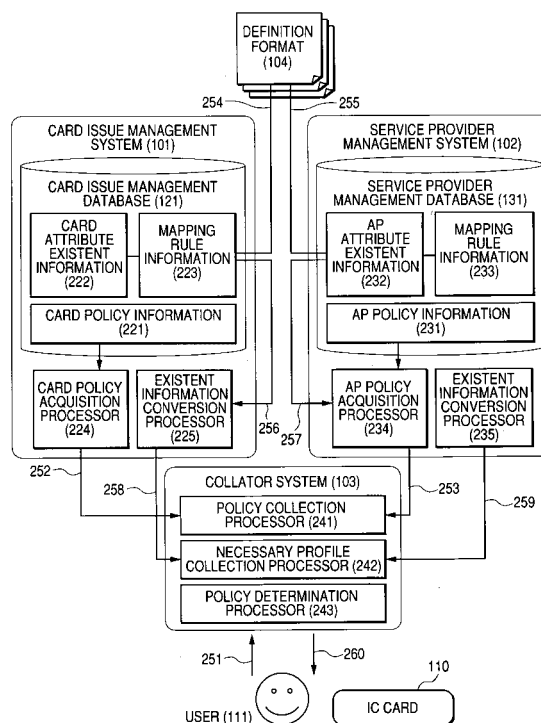 DEFINITION
FORMAT
(104)
254
255
CARD ISSUE MANAGEMENT
SYSTEM (101)
CARD ISSUE MANAGEMENT
DATABASE (121)
CARD
ATTRIBUTE
EXISTENT
INFORMATION
(222)
MAPPING
RULE
INFORMATION
(223)
CARD POLICY INFORMATION
(221)
CARD POLICY
ACQUISITION
PROCESSOR
(224)
EXISTENT
INFORMATION
CONVERSION
PROCESSOR
(225)
SERVICE PROVIDER
MANAGEMENT SYSTEM (102)
SERVICE PROVIDER
MANAGEMENT DATABASE (131)
AP
ATTRIBUTE
EXISTENT
INFORMATION
(232)
MAPPING
RULE
INFORMATION
(233)
AP POLICY INFORMATION
(231)
AP POLICY
ACQUISITION
PROCESSOR
(234)
EXISTENT
INFORMATION
CONVERSION
PROCESSOR
(235)
256
257
252
258
253
259
COLLATOR SYSTEM (103)
POLICY COLLECTION
PROCESSOR (241)
NECESSARY PROFILE
COLLECTION PROCESSOR (242)
POLICY DETERMINATION
PROCESSOR (243)
251
260
USER (111)
110
IC CARD